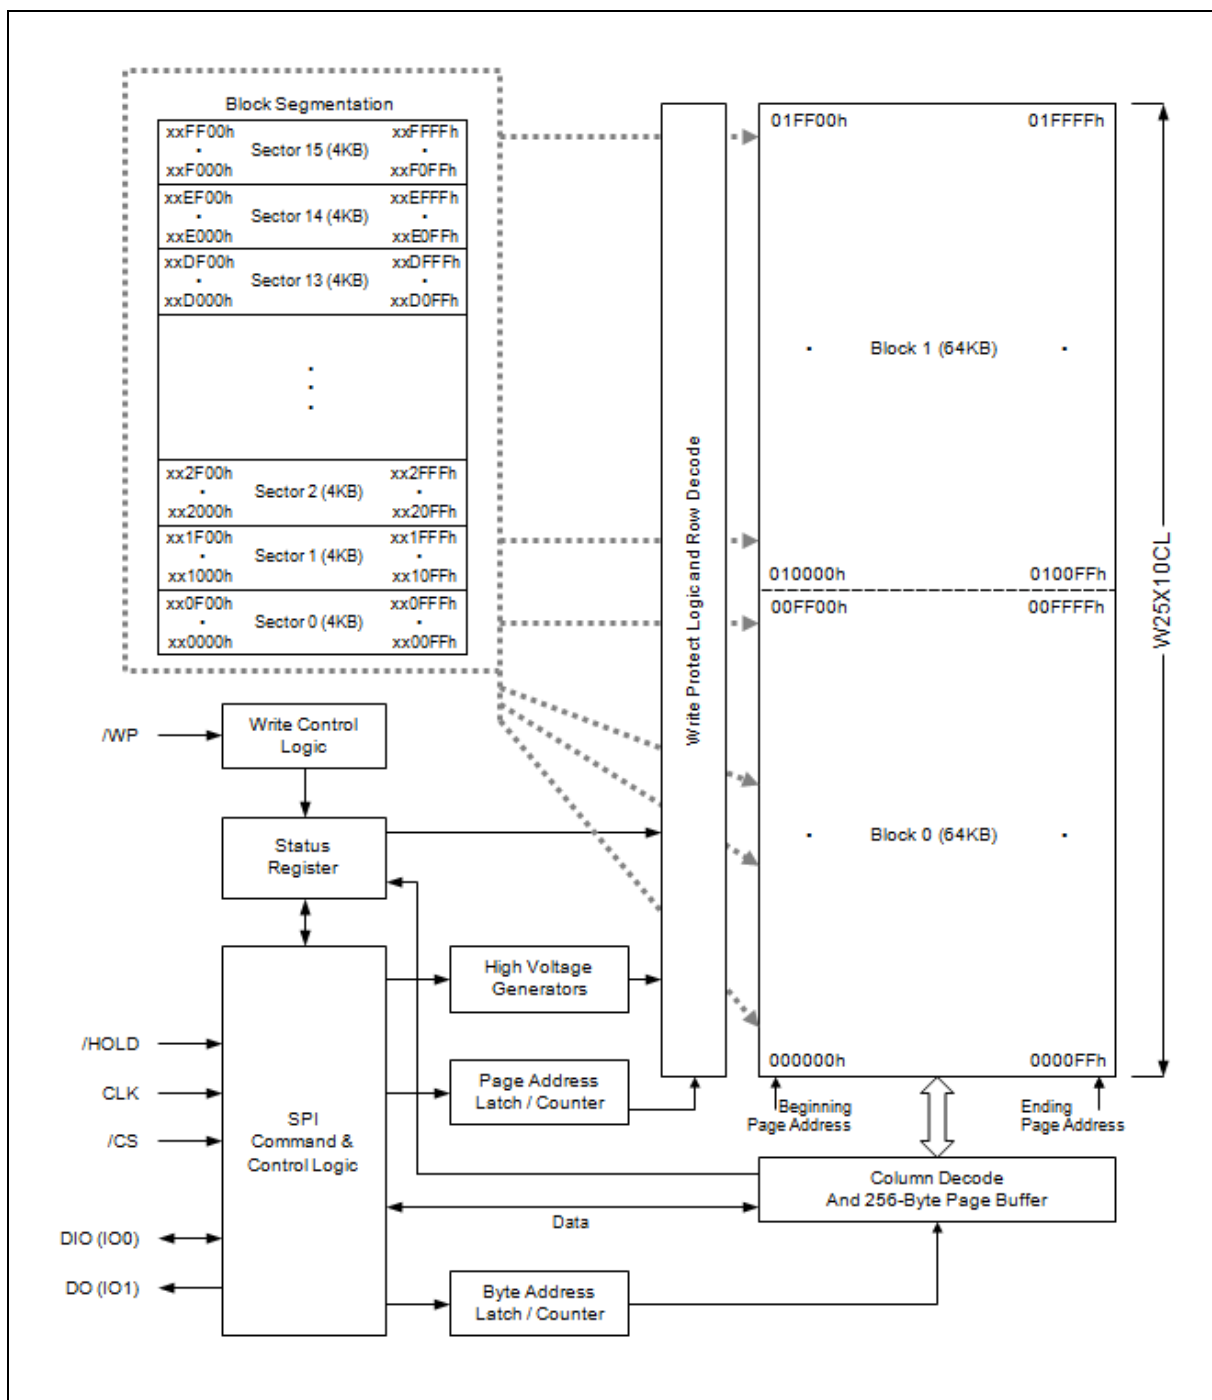 Block Segmentation
xxFF00h xxFFFFh
Sector 15 (4KB)
xxF000h xxF0FFh
xxEF00h xxEFFFh
Sector 14 (4KB)
xxE000h xxE0FFh
xxDF00h xxDFFFh
Sector 13 (4KB)
xxD000h xxD0FFh
xx2F00h xx2FFFh
Sector 2 (4KB)
xx2000h xx20FFh
xx1F00h xx1FFFh
Sector 1 (4KB)
xx1000h xx10FFh
xx0F00h xx0FFFh
Sector 0 (4KB)
xx0000h xx00FFh
Write Protect Logic and Row Decode
01FF00h 01FFFFh
Block 1 (64KB)
010000h 0100FFh
00FF00h 00FFFFh
Block 0 (64KB)
000000h 0000FFh
W25X10CL
Beginning
Page Address
Ending
Page Address
/WP
Write Control
Logic
Status
Register
High Voltage
Generators
/HOLD
CLK
/CS
Page Address
Latch / Counter
SPI
Command &
Control Logic
Column Decode
And 256-Byte Page Buffer
Data
DIO (IO0)
DO (IO1)
Byte Address
Latch / Counter